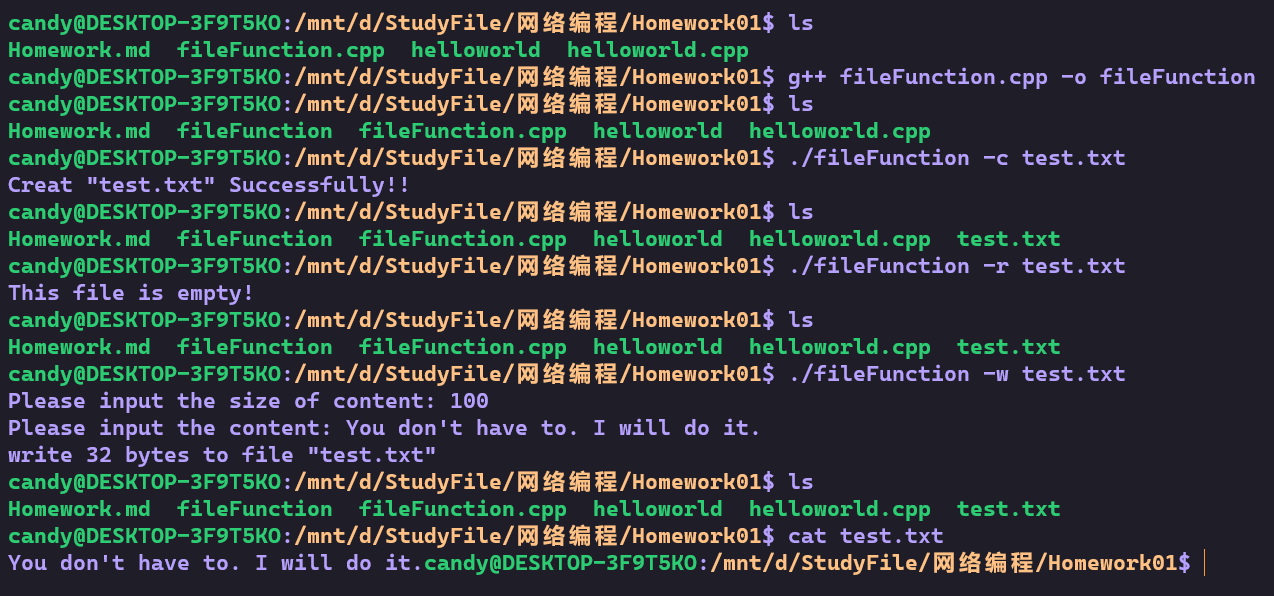 candy@DESKTOP-3F9T5KO:/mnt/d/StudyFile/网络编程/Homework01$ ls
Homework.md  fileFunction.cpp  helloworld  helloworld.cpp
candy@DESKTOP-3F9T5KO:/mnt/d/StudyFile/网络编程/Homework01$ g++ fileFunction.cpp -o fileFunction
candy@DESKTOP-3F9T5KO:/mnt/d/StudyFile/网络编程/Homework01$ ls
Homework.md  fileFunction  fileFunction.cpp  helloworld  helloworld.cpp
candy@DESKTOP-3F9T5KO:/mnt/d/StudyFile/网络编程/Homework01$ ./fileFunction -c test.txt
Creat "test.txt" Successfully!!
candy@DESKTOP-3F9T5KO:/mnt/d/StudyFile/网络编程/Homework01$ ls
Homework.md  fileFunction  fileFunction.cpp  helloworld  helloworld.cpp  test.txt
candy@DESKTOP-3F9T5KO:/mnt/d/StudyFile/网络编程/Homework01$ ./fileFunction -r test.txt
This file is empty!
candy@DESKTOP-3F9T5KO:/mnt/d/StudyFile/网络编程/Homework01$ ls
Homework.md  fileFunction  fileFunction.cpp  helloworld  helloworld.cpp  test.txt
candy@DESKTOP-3F9T5KO:/mnt/d/StudyFile/网络编程/Homework01$ ./fileFunction -w test.txt
Please input the size of content: 100
Please input the content: You don't have to. I will do it.
write 32 bytes to file "test.txt"
candy@DESKTOP-3F9T5KO:/mnt/d/StudyFile/网络编程/Homework01$ ls
Homework.md  fileFunction  fileFunction.cpp  helloworld  helloworld.cpp  test.txt
candy@DESKTOP-3F9T5KO:/mnt/d/StudyFile/网络编程/Homework01$ cat test.txt
You don't have to. I will do it.candy@DESKTOP-3F9T5KO:/mnt/d/StudyFile/网络编程/Homework01$